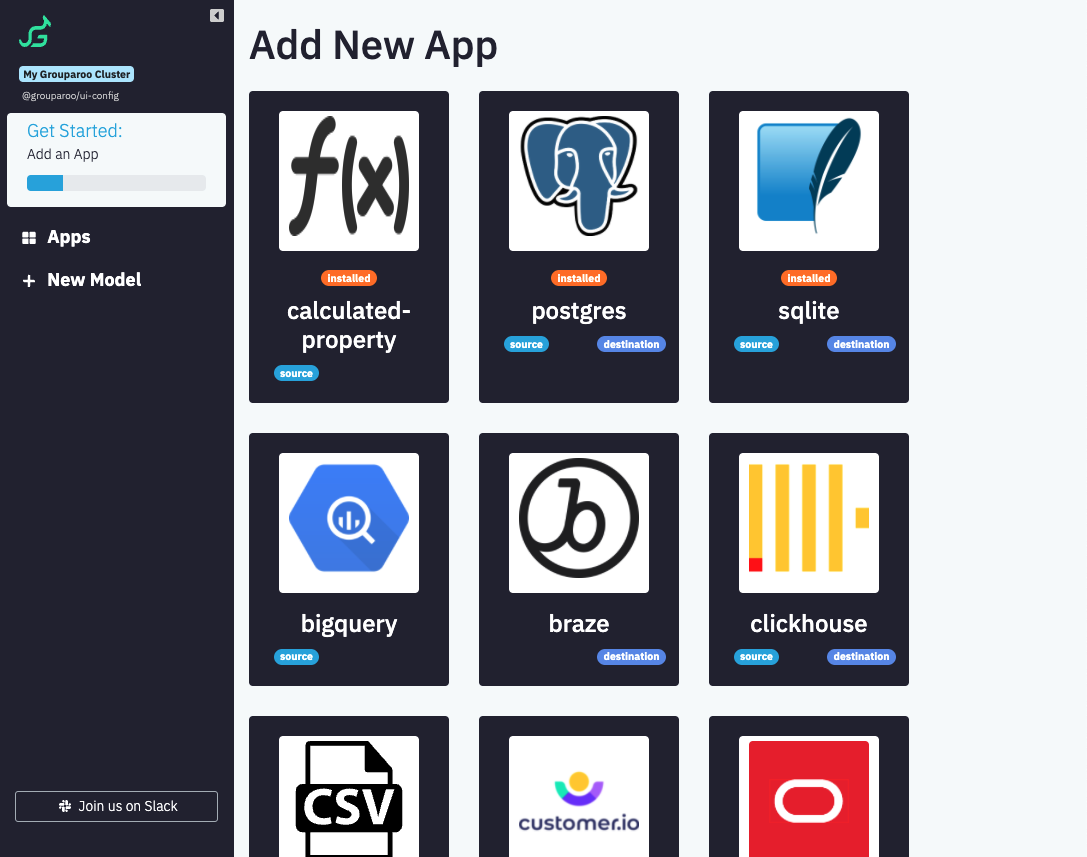 My Grouparoo Cluster
@grouparoo/ui-config
Get Started:
Add an App
Apps
New Model
Join us on Slack
Add New App
f(x)
installed
calculated-
property
source
installed
postgres
source
destination
installed
sqlite
source
destination
bigquery
source
b
braze
destination
clickhouse
source
destination
CSV
customer.io